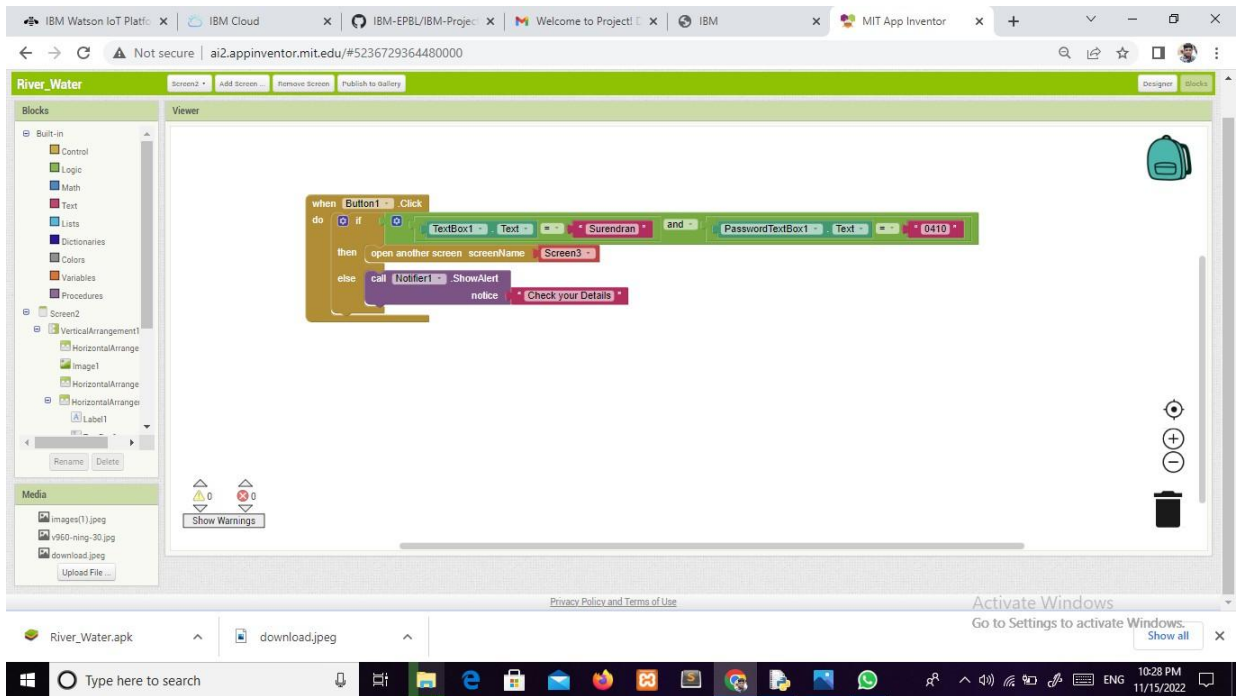 IBM Watson IoT Platfo
IBM Cloud
IBM-EPBL/IBM-Project
Welcome to Project!
IBM
MIT App Inventor
Not secure
ai2.appinventor.mit.edu/#5236729364480000
River_Water
Screen2
Add Screen ...
Remove Screen
Publish to Gallery
Designer
Blocks
Blocks
Viewer
Built-in
Control
Logic
Math
Text
Lists
Dictionaries
Colors
Variables
Procedures
Screen2
VerticalArrangement1
HorizontalArrange
Image1
HorizontalArrange
HorizontalArranger
Label1
Rename
Delete
when Button1 .Click
do if TextBox1 . Text = " Surendran " and PasswordTextBox1 . Text = " 0410 "
then open another screen screenName Screen3
else call Notifier1 .ShowAlert
notice " Check your Details "
0 0
Show Warnings
Media
images(1).jpeg
v960-ning-30.jpg
download.jpeg
Upload File ...
Privacy Policy and Terms of Use
Activate Windows
Go to Settings to activate Windows.
River_Water.apk
download.jpeg
Show all
Type here to search
ENG
10:28 PM
11/15/2022